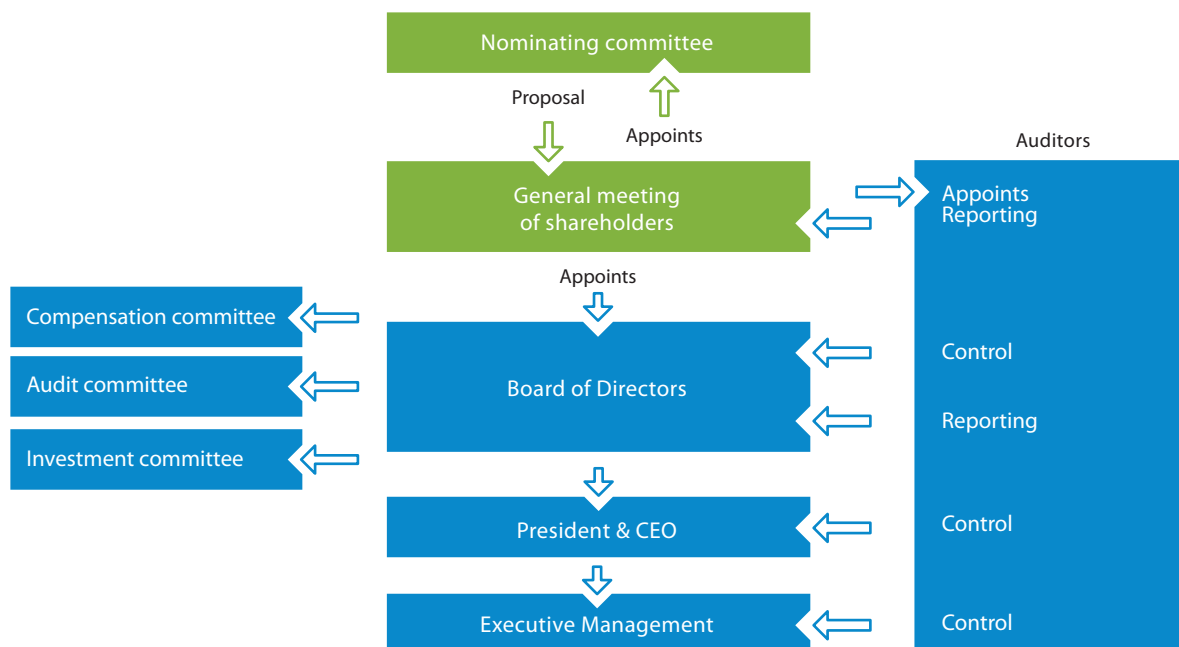 Nominating committee
Proposal
Appoints
Auditors
General meeting
of shareholders
Appoints
Reporting
Appoints
Compensation committee
Audit committee
Investment committee
Board of Directors
Control
Reporting
President & CEO
Control
Executive Management
Control